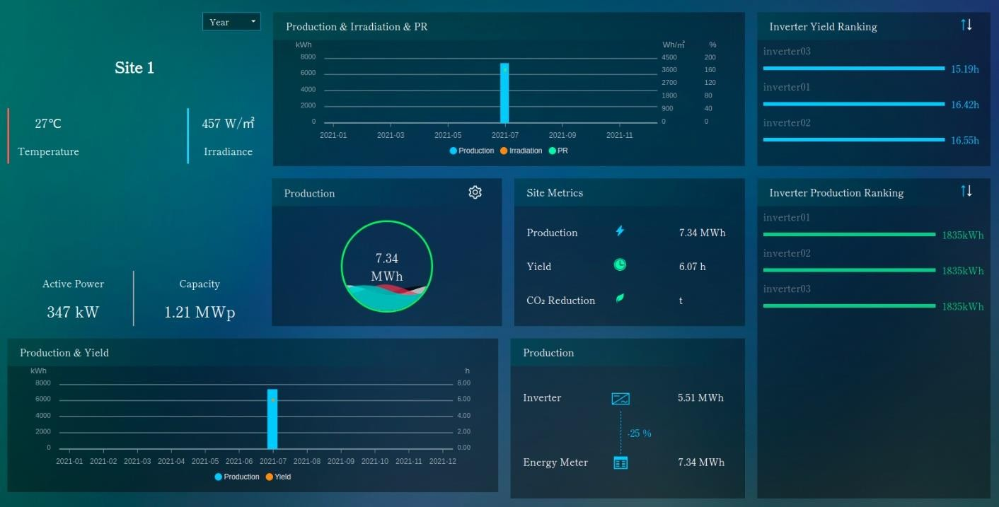 Year
Site 1
27℃
Temperature
457 W/㎡
Irradiance
Active Power
347 kW
Capacity
1.21 MWp
Production & Irradiation & PR
kWh
Wh/㎡
%
8000
6000
4000
2000
0
4500
3600
2700
1800
900
0
200
160
120
80
40
0
2021-01 2021-03 2021-05 2021-07 2021-09 2021-11
Production Irradiation PR
Inverter Yield Ranking
inverter03
15.19h
inverter01
16.42h
inverter02
16.55h
Production
7.34
MWh
Site Metrics
Production 7.34 MWh
Yield 6.07 h
CO₂ Reduction t
Inverter Production Ranking
inverter01
1835kWh
inverter02
1835kWh
inverter03
1835kWh
Production & Yield
kWh
h
8000
6000
4000
2000
0
8.00
6.00
4.00
2.00
0.00
2021-01 2021-02 2021-03 2021-04 2021-05 2021-06 2021-07 2021-08 2021-09 2021-10 2021-11 2021-12
Production Yield
Production
Inverter 5.51 MWh
-25 %
Energy Meter 7.34 MWh